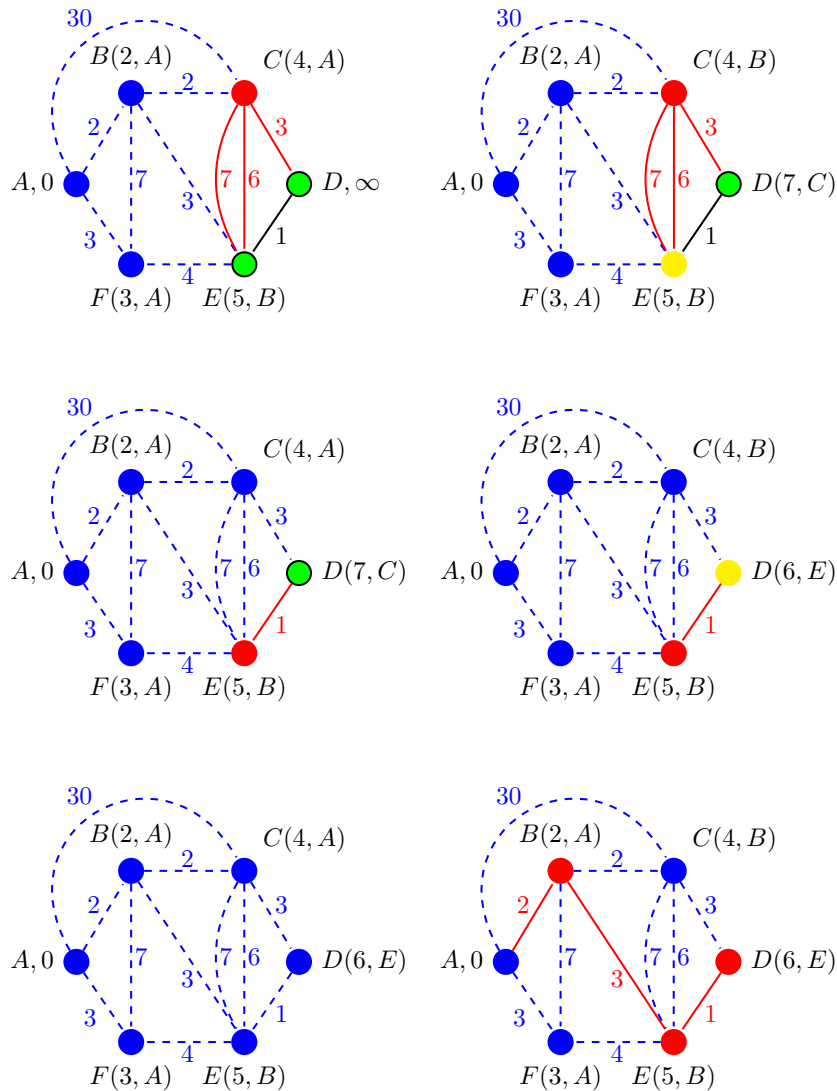 30 30
B(2, A) C(4, A) B(2, A) C(4, B)
2 2
2 3 2 3
A, 0 7 7 6 D, ∞ A, 0 7 7 6 D(7, C)
3 3
3 1 3 1
4 4
F(3, A) E(5, B) F(3, A) E(5, B)
30 30
B(2, A) C(4, A) B(2, A) C(4, B)
2 2
2 3 2 3
A, 0 7 7 6 D(7, C) A, 0 7 7 6 D(6, E)
3 3
3 1 3 1
4 4
F(3, A) E(5, B) F(3, A) E(5, B)
30 30
B(2, A) C(4, A) B(2, A) C(4, B)
2 2
2 3 2 3
A, 0 7 7 6 D(6, E) A, 0 7 7 6 D(6, E)
3 3
3 1 3 1
4 4
F(3, A) E(5, B) F(3, A) E(5, B)